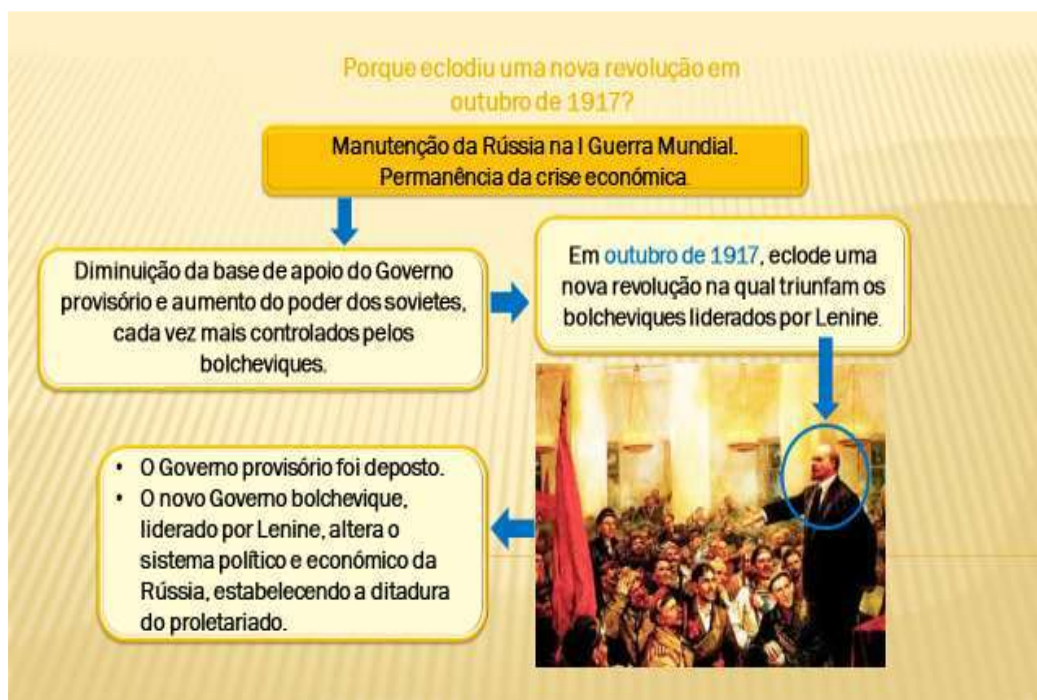 Porque eclodiu uma nova revolução em
outubro de 1917?
Manutenção da Rússia na I Guerra Mundial.
Permanência da crise económica.
Diminuição da base de apoio do Governo
provisório e aumento do poder dos sovietes,
cada vez mais controlados pelos
bolcheviques.
Em outubro de 1917, eclode uma
nova revolução na qual triunfam os
bolcheviques liderados por Lenine.
• O Governo provisório foi deposto.
• O novo Governo bolchevique,
liderado por Lenine, altera o
sistema político e económico da
Rússia, estabelecendo a ditadura
do proletariado.